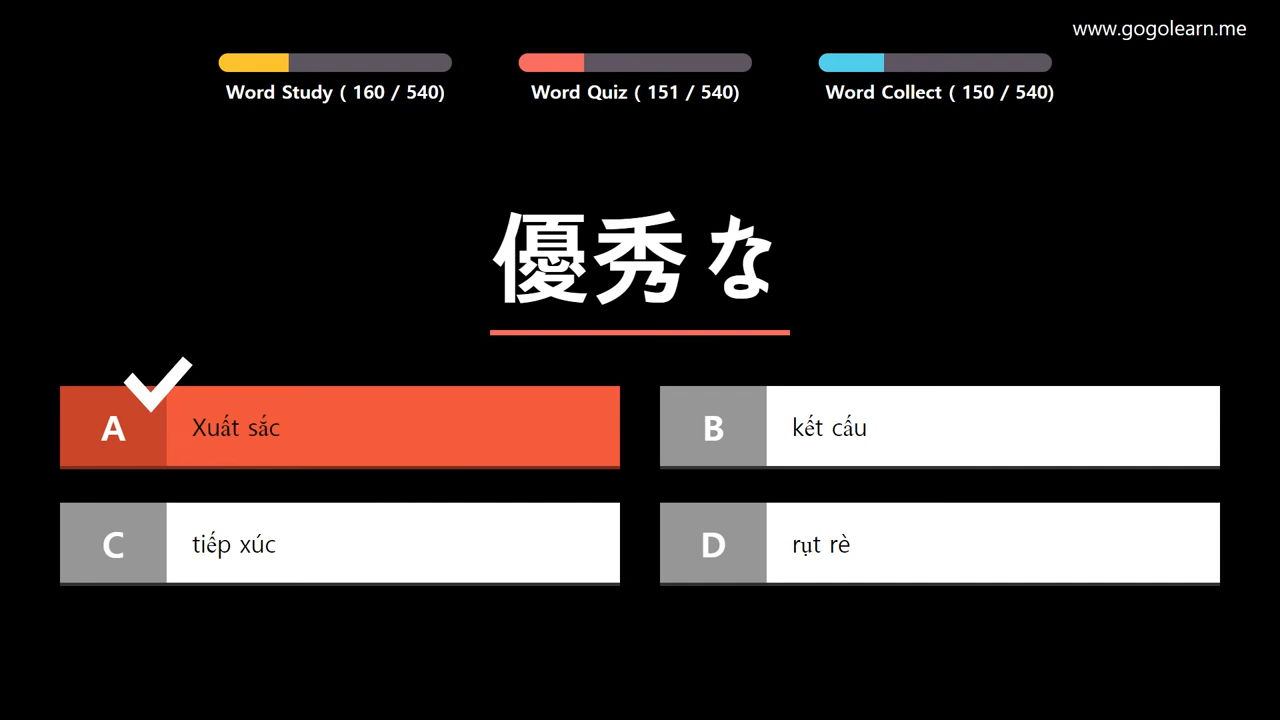 www.gogolearn.me
Word Study ( 160 / 540)
Word Quiz ( 151 / 540)
Word Collect ( 150 / 540)
優秀な
A
Xuất sắc
B
kết cấu
C
tiếp xúc
D
rụt rè